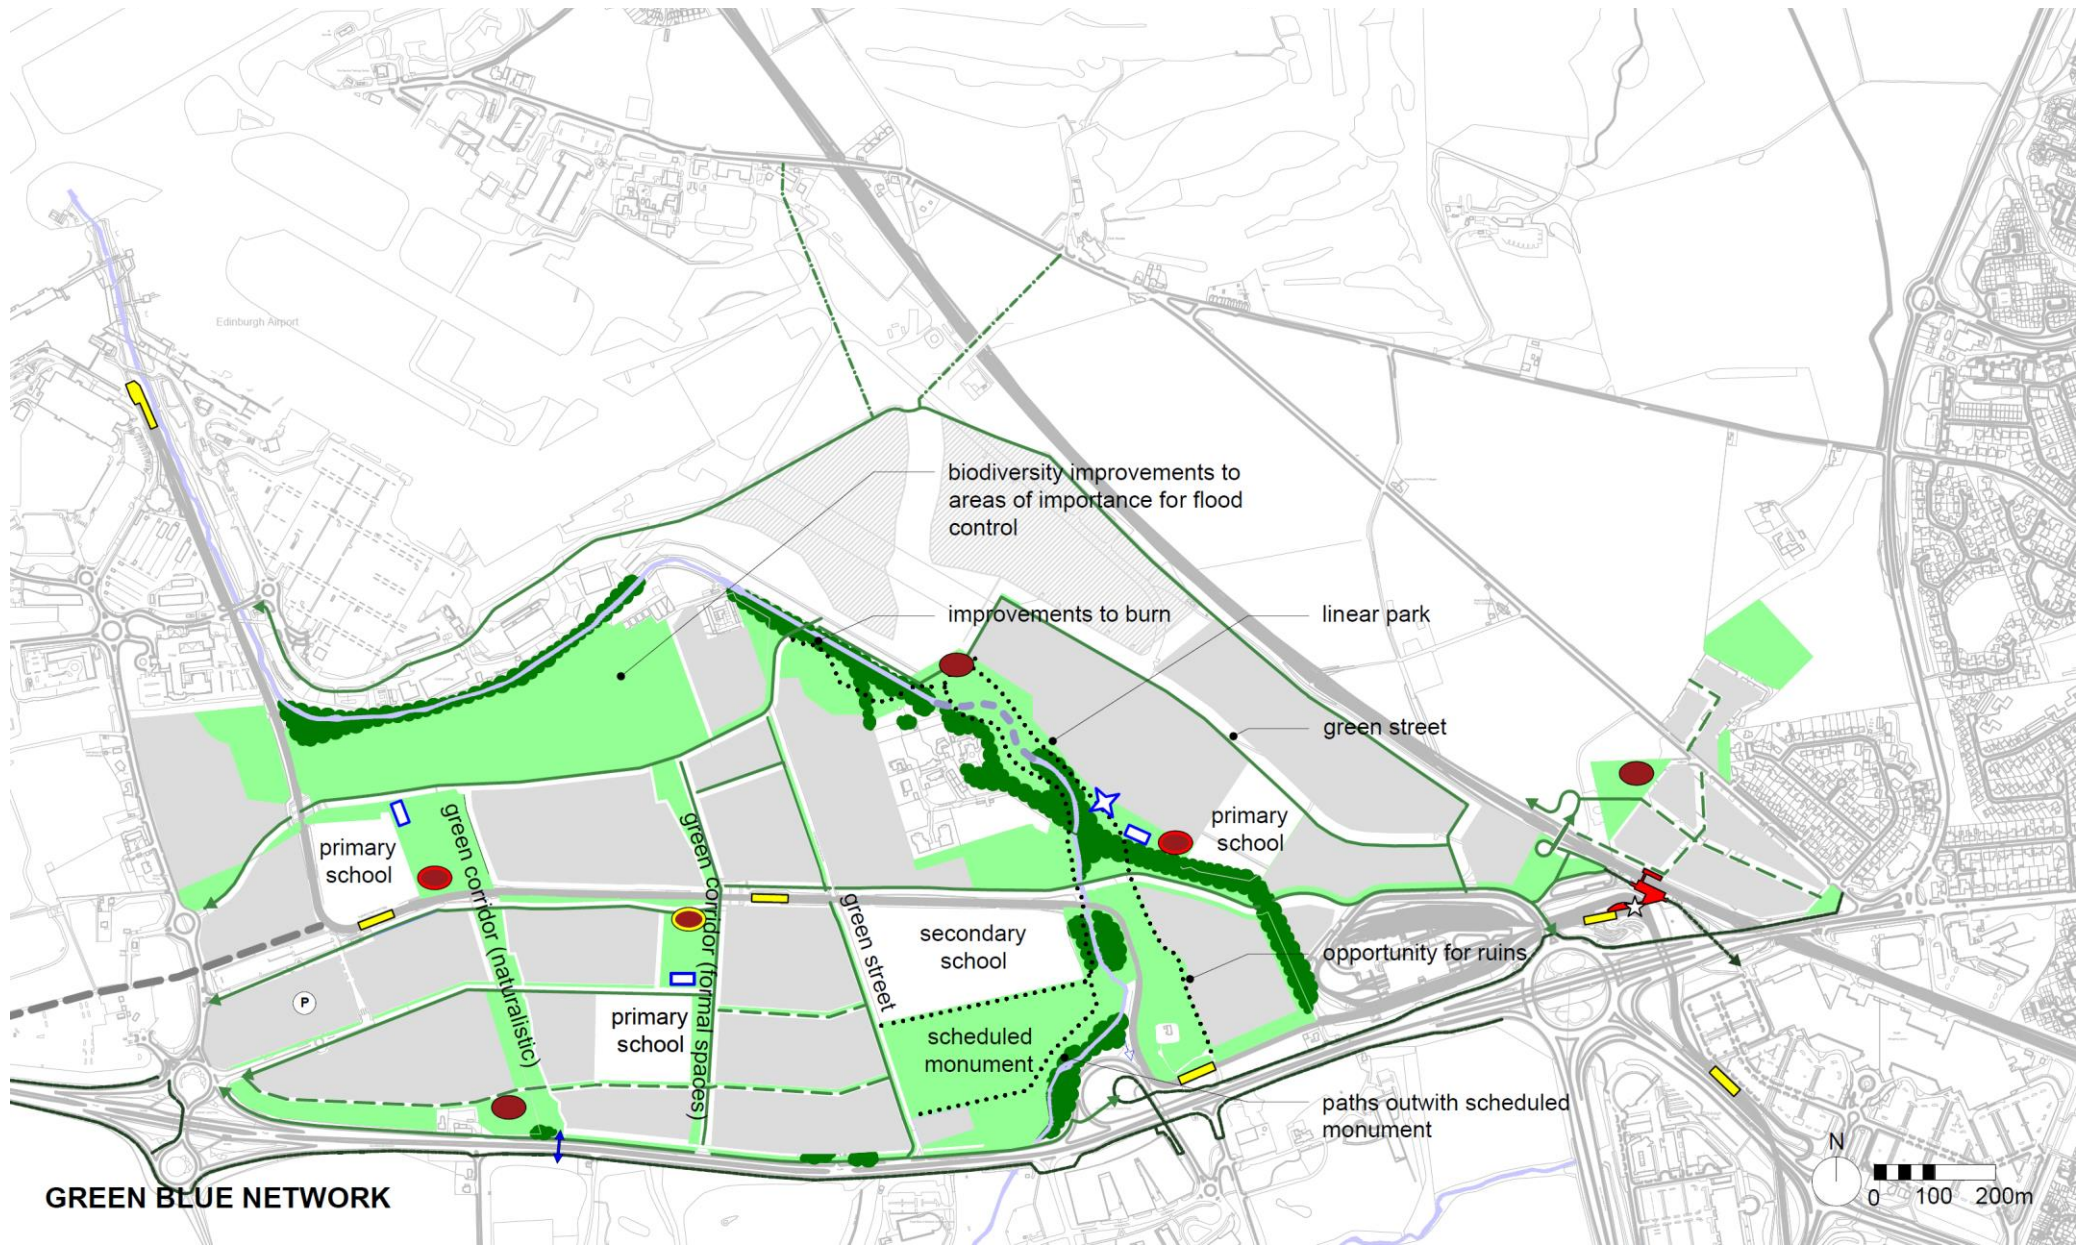 Edinburgh Airport
biodiversity improvements to
areas of importance for flood
control
improvements to burn
linear park
green street
primary
school
green corridor (naturalistic)
green corridor (formal spaces)
primary
school
green street
secondary
school
opportunity for ruins
P
primary
school
scheduled
monument
paths outwith scheduled
monument
N
0 100 200m
GREEN BLUE NETWORK